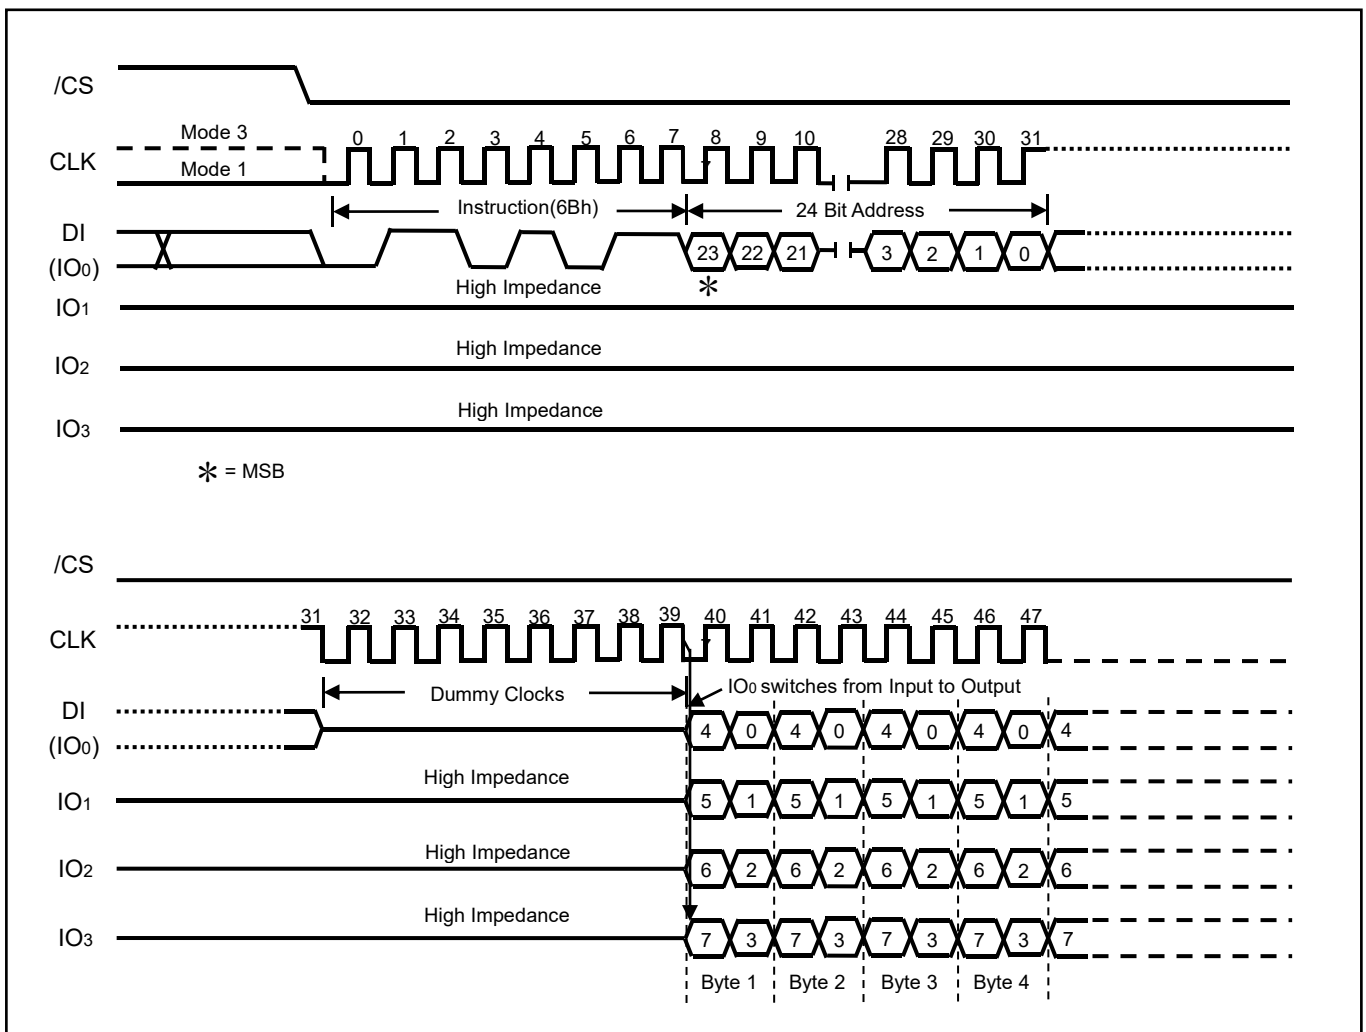 /CS
Mode 3
CLK
Mode 1
0 1 2 3 4 5 6 7 8 9 10 28 29 30 31
7
Instruction(6Bh)
24 Bit Address
DI
(IO0)
23 22 21 3 2 1 0
*
High Impedance
IO1
High Impedance
IO2
High Impedance
IO3
* = MSB
/CS
31 32 33 34 35 36 37 38 39 40 41 42 43 44 45 46 47
CLK
7
Dummy Clocks
IO0 switches from Input to Output
DI
(IO0)
4 0 4 0 4 0 4 0 4
High Impedance
IO1
5 1 5 1 5 1 5 1 5
High Impedance
IO2
6 2 6 2 6 2 6 2 6
High Impedance
IO3
7 3 7 3 7 3 7 3 7
Byte 1 Byte 2 Byte 3 Byte 4